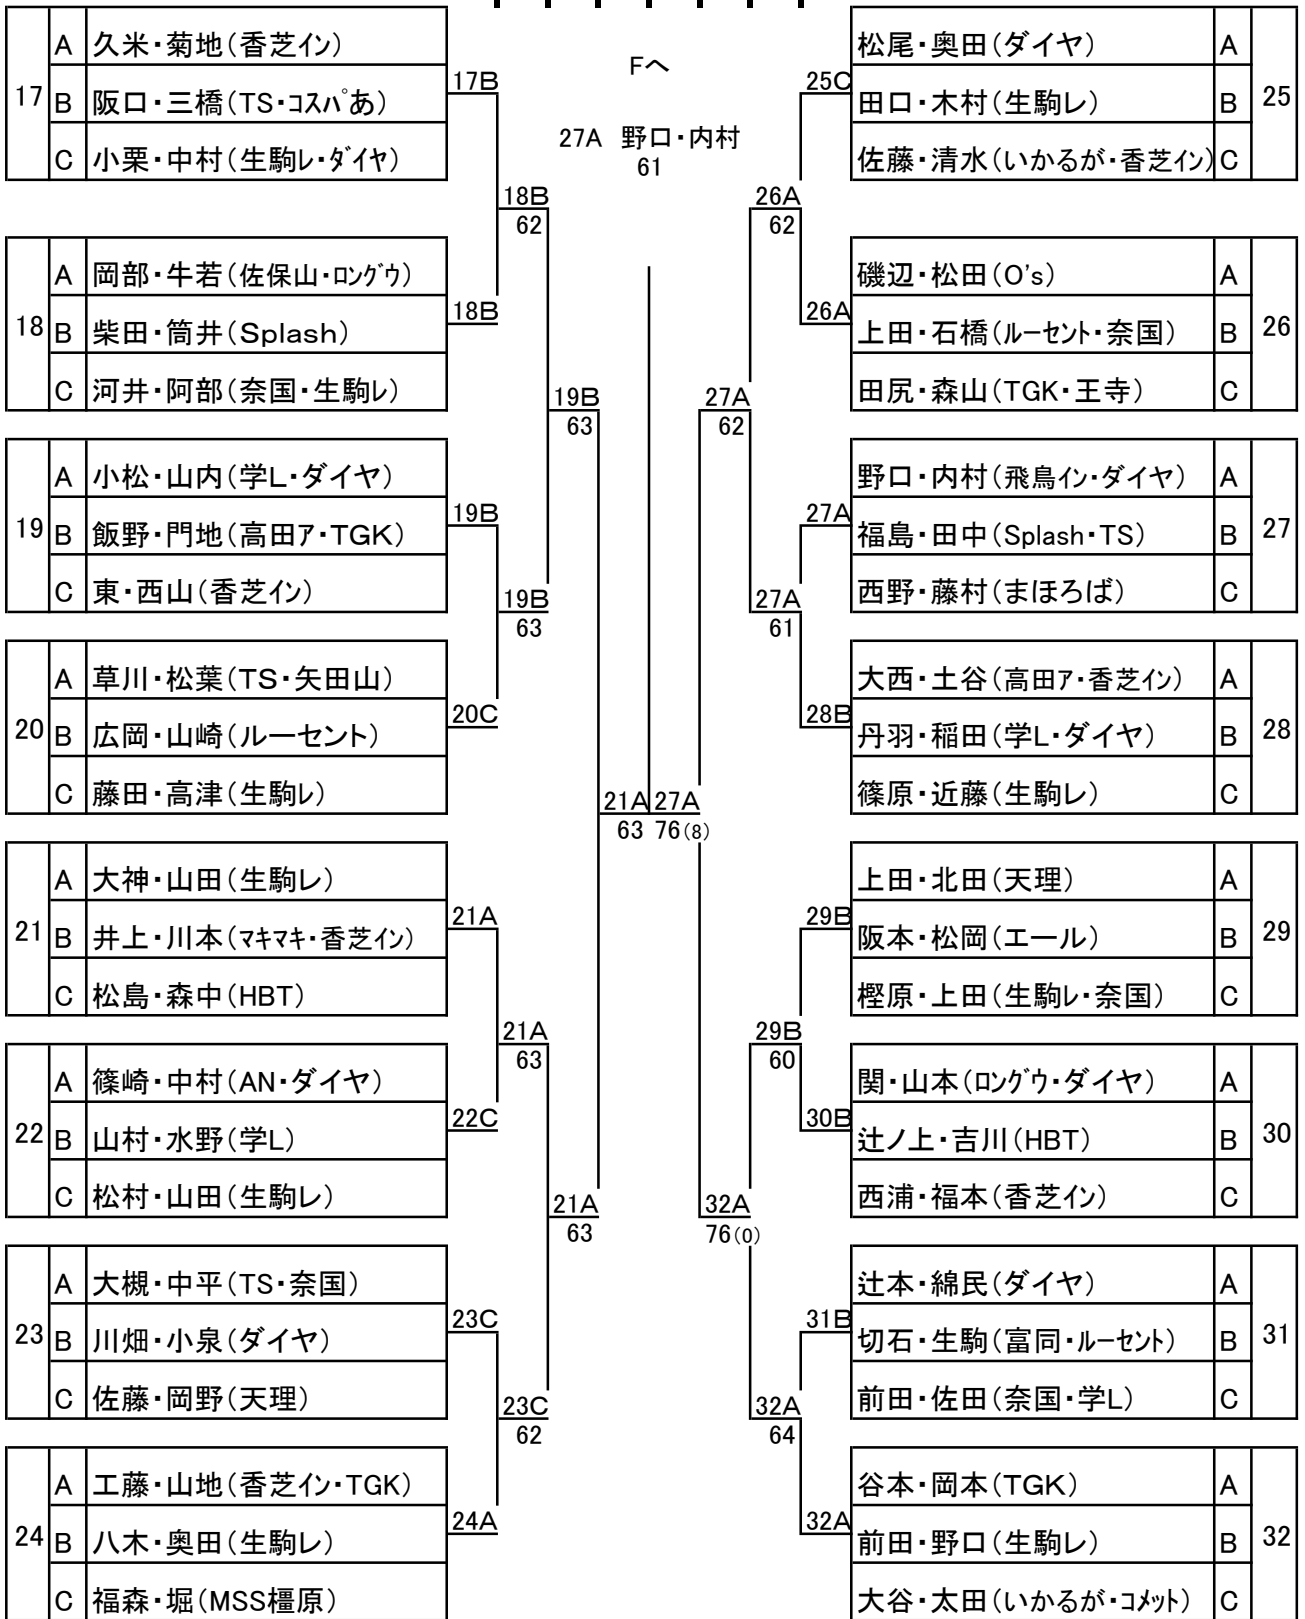 Fへ
27A 野口・内村
61
17
A 久米・菊地(香芝イン)
B 阪口・三橋(TS・コスパあ)
C 小栗・中村(生駒レ・ダイヤ)
18
A 岡部・牛若(佐保山・ロングウ)
B 柴田・筒井(Splash)
C 河井・阿部(奈国・生駒レ)
19
A 小松・山内(学L・ダイヤ)
B 飯野・門地(高田ア・TGK)
C 東・西山(香芝イン)
20
A 草川・松葉(TS・矢田山)
B 広岡・山崎(ルーセント)
C 藤田・高津(生駒レ)
21
A 大神・山田(生駒レ)
B 井上・川本(マキマキ・香芝イン)
C 松島・森中(HBT)
22
A 篠崎・中村(AN・ダイヤ)
B 山村・水野(学L)
C 松村・山田(生駒レ)
23
A 大槻・中平(TS・奈国)
B 川畑・小泉(ダイヤ)
C 佐藤・岡野(天理)
24
A 工藤・山地(香芝イン・TGK)
B 八木・奥田(生駒レ)
C 福森・堀(MSS橿原)
17B
18B
62
18B
19B
63
19B
19B
63
20C
21A
63
21A
21A
63
22C
21A
63
23C
23C
62
24A
27A
76(8)
25C
26A
62
26A
27A
62
27A
27A
61
28B
29B
29B
60
30B
32A
76(0)
31B
32A
64
32A
松尾・奥田(ダイヤ) A
田口・木村(生駒レ) B
佐藤・清水(いかるが・香芝イン) C
25
磯辺・松田(O's) A
上田・石橋(ルーセント・奈国) B
田尻・森山(TGK・王寺) C
26
野口・内村(飛鳥イン・ダイヤ) A
福島・田中(Splash・TS) B
西野・藤村(まほろば) C
27
大西・土谷(高田ア・香芝イン) A
丹羽・稲田(学L・ダイヤ) B
篠原・近藤(生駒レ) C
28
上田・北田(天理) A
阪本・松岡(エール) B
樫原・上田(生駒レ・奈国) C
29
関・山本(ロングウ・ダイヤ) A
辻ノ上・吉川(HBT) B
西浦・福本(香芝イン) C
30
辻本・綿民(ダイヤ) A
切石・生駒(富同・ルーセント) B
前田・佐田(奈国・学L) C
31
谷本・岡本(TGK) A
前田・野口(生駒レ) B
大谷・太田(いかるが・コメット) C
32